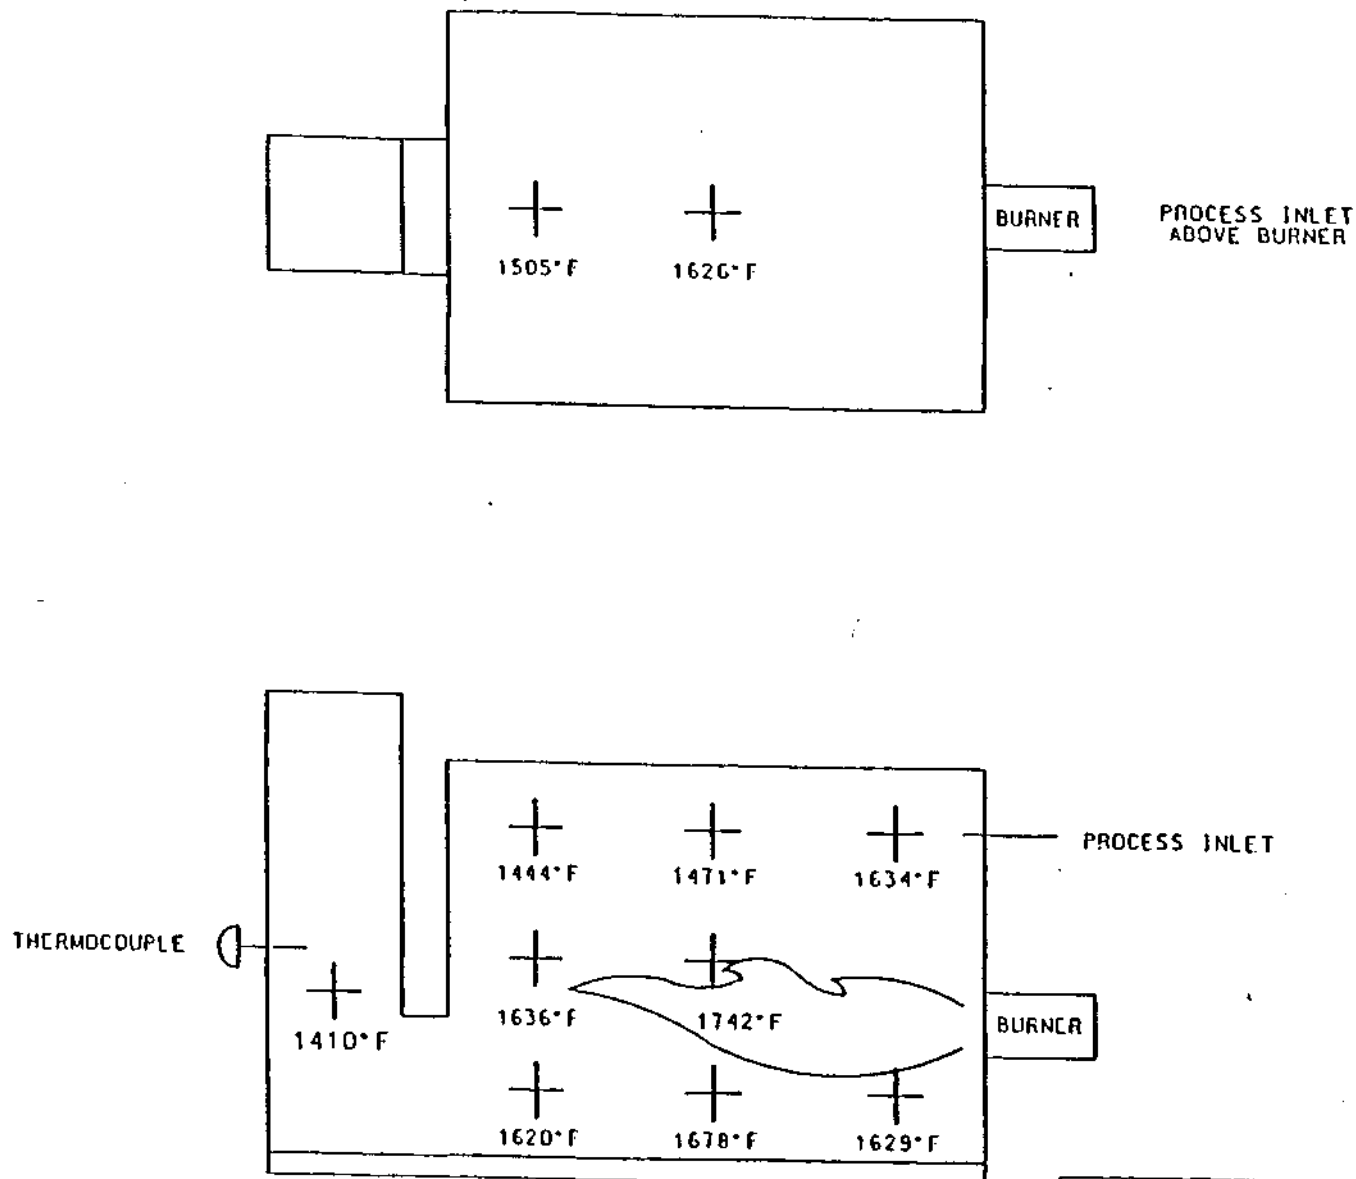 BURNER
PROCESS INLET
ABOVE BURNER
1505°F
1626°F
1444°F
1471°F
1634°F
PROCESS INLET
THERMOCOUPLE
1636°F
1742°F
BURNER
1410°F
1620°F
1678°F
1629°F